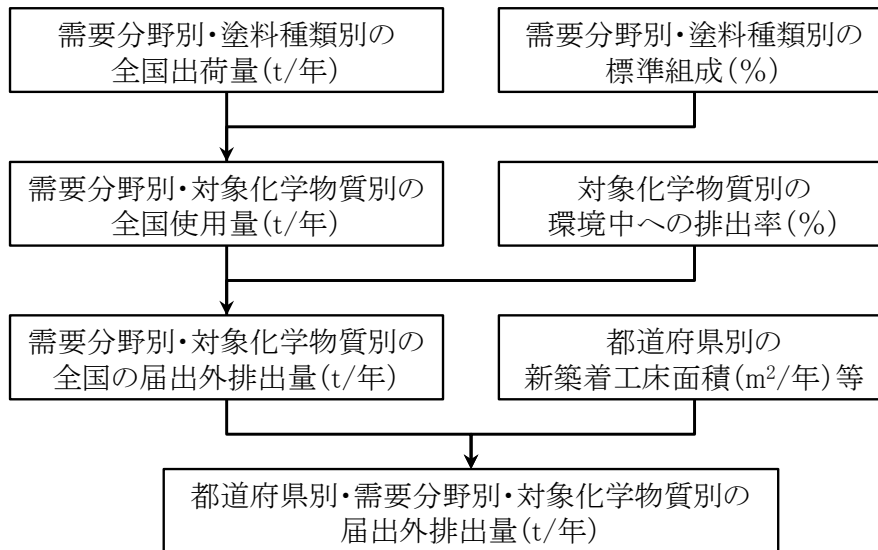 需要分野別・塗料種類別の
全国出荷量(t/年)
需要分野別・塗料種類別の
標準組成(%)
需要分野別・対象化学物質別の
全国使用量(t/年)
対象化学物質別の
環境中への排出率(%)
需要分野別・対象化学物質別の
全国の届出外排出量(t/年)
都道府県別の
新築着工床面積(m²/年)等
都道府県別・需要分野別・対象化学物質別の
届出外排出量(t/年)